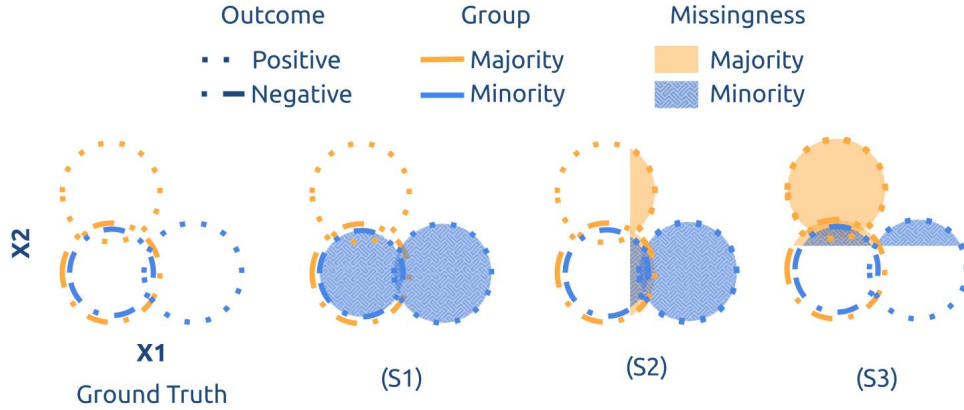 Outcome Group Missingness
Positive Majority Majority
Negative Minority Minority
X2
X1
Ground Truth (S1) (S2) (S3)